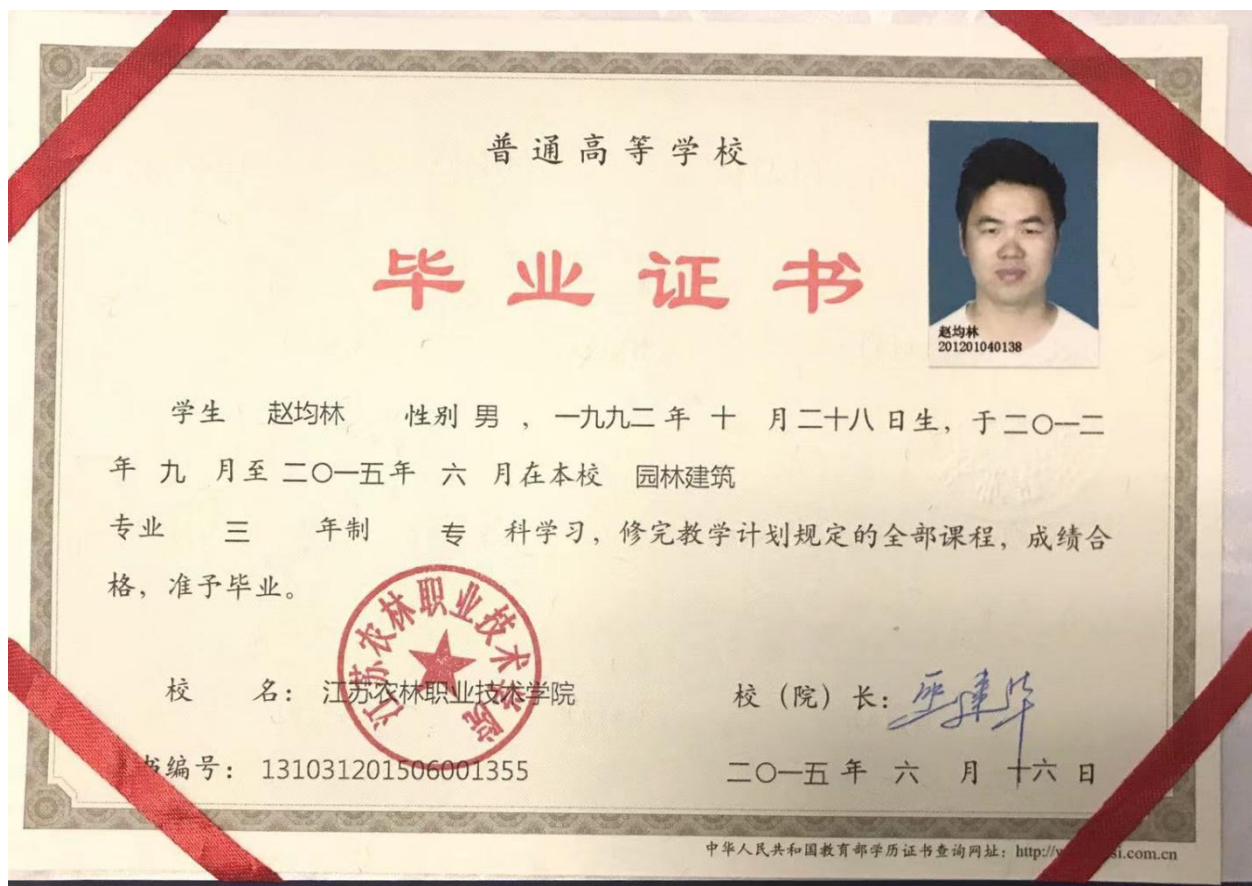 普通高等学校
毕业证书
赵均林
201201040138
学生 赵均林 性别 男 ，一九九二 年 十 月 二十八 日生，于 二〇一二
年 九 月至 二〇一五 年 六 月在本校 园林建筑
专业 三 年制 专 科学习，修完教学计划规定的全部课程，成绩合
格，准予毕业。
江苏农林职业技术学院
校 名： 江苏农林职业技术学院 校（院）长：巫建华
书编号： 131031201506001355 二〇一五 年 六 月 十六 日
中华人民共和国教育部学历证书查询网址：http://w si.com.cn